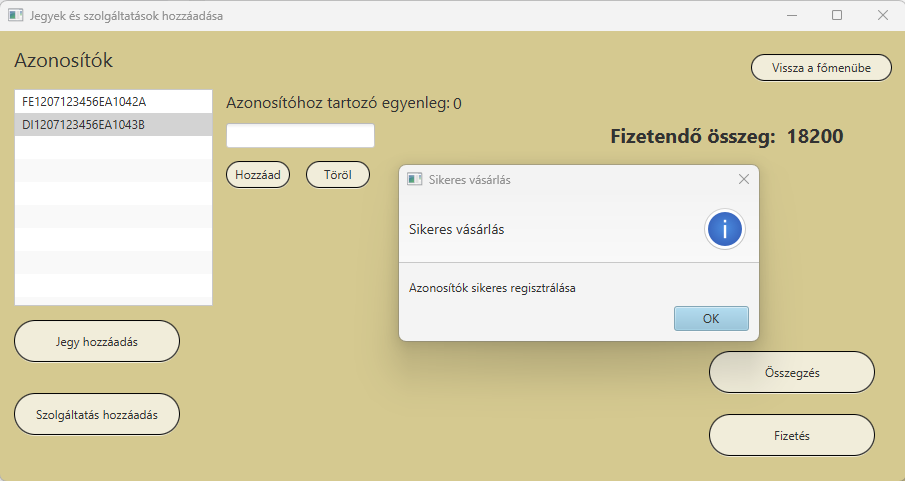 Jegyek és szolgáltatások hozzáadása
Azonosítók
Vissza a főmenübe
FE1207123456EA1042A
DI1207123456EA1043B
Azonosítóhoz tartozó egyenleg: 0
Fizetendő összeg: 18200
Hozzáad
Töröl
Sikeres vásárlás
Sikeres vásárlás
i
Azonosítók sikeres regisztrálása
OK
Jegy hozzáadás
Szolgáltatás hozzáadás
Összegzés
Fizetés